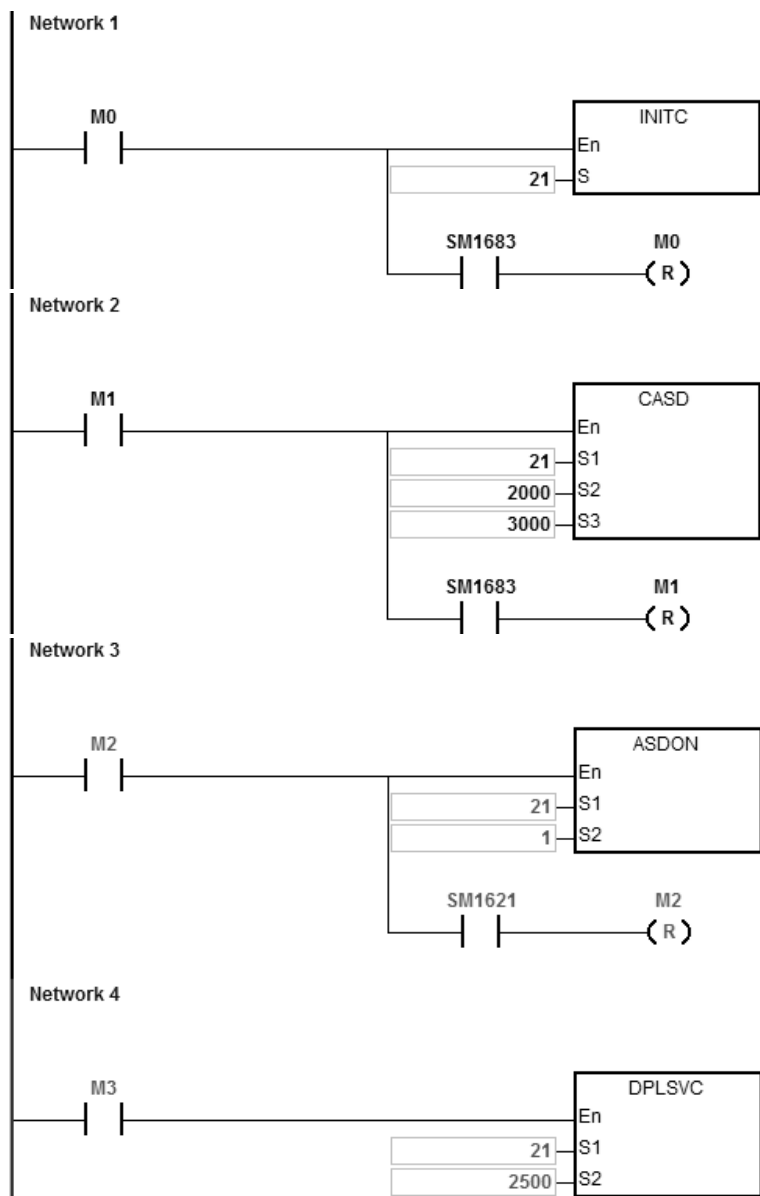 Network 1
M0
INITC
En
21 S
SM1683 M0
R
Network 2
M1
CASD
En
21 S1
2000 S2
3000 S3
SM1683 M1
R
Network 3
M2
ASDON
En
21 S1
1 S2
SM1621 M2
R
Network 4
M3
DPLSVC
En
21 S1
2500 S2